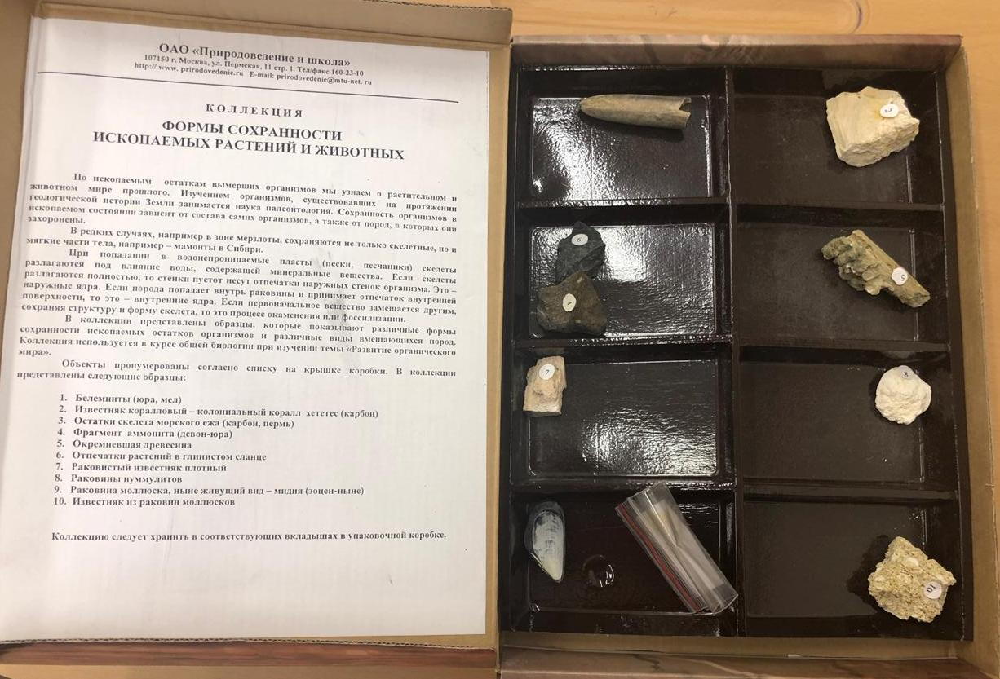 ОАО «Природоведение и школа»
107150 г. Москва, ул. Пермская, 11 стр. 1. Тел/факс 160-23-10
http:// www. prirodovedenie.ru E-mail: prirodovedenie@mtu-net. ru
КОЛЛЕКЦИЯ
ФОРМЫ СОХРАННОСТИ
ИСКОПАЕМЫХ РАСТЕНИЙ И ЖИВОТНЫХ
По ископаемым остаткам вымерших организмов мы узнаем о растительном и
животном мире прошлого. Изучением организмов, существовавших на протяжении
геологической истории Земли занимается наука палеонтология. Сохранность организмов в
ископаемом состоянии зависит от состава самих организмов, а также от пород, в которых они
захоронены.
В редких случаях, например в зоне мерзлоты, сохраняются не только скелетные, но и
мягкие части тела, например – мамонты в Сибири.
При попадании в водонепроницаемые пласты (пески, песчаники) скелеты
разлагаются под влияние воды, содержащей минеральные вещества. Если скелеты
разлагаются полностью, то стенки пустот несут отпечатки наружных стенок организма. Это –
наружные ядра. Если порода попадает внутрь раковины и принимает отпечаток внутренней
поверхности, то это – внутренние ядра. Если первоначальное вещество замещается другим,
сохраняя структуру и форму скелета, то это процесс окаменения или фоссилизации.
В коллекции представлены образцы, которые показывают различные формы
сохранности ископаемых остатков организмов и различные виды вмещающихся пород.
Коллекция используется в курсе общей биологии при изучении темы «Развитие органического
мира».
Объекты пронумерованы согласно списку на крышке коробки. В коллекции
представлены следующие образцы:
1. Белемниты (юра, мел)
2. Известняк коралловый – колониальный коралл хететес (карбон)
3. Остатки скелета морского ежа (карбон, пермь)
4. Фрагмент аммонита (девон-юра)
5. Окремневшая древесина
6. Отпечатки растений в глинистом сланце
7. Раковистый известняк плотный
8. Раковины нуммулитов
9. Раковина моллюска, ныне живущий вид – мидия (эоцен-ныне)
10. Известняк из раковин моллюсков
Коллекцию следует хранить в соответствующих вкладышах в упаковочной коробке.
2
6
4
5
7
8
10